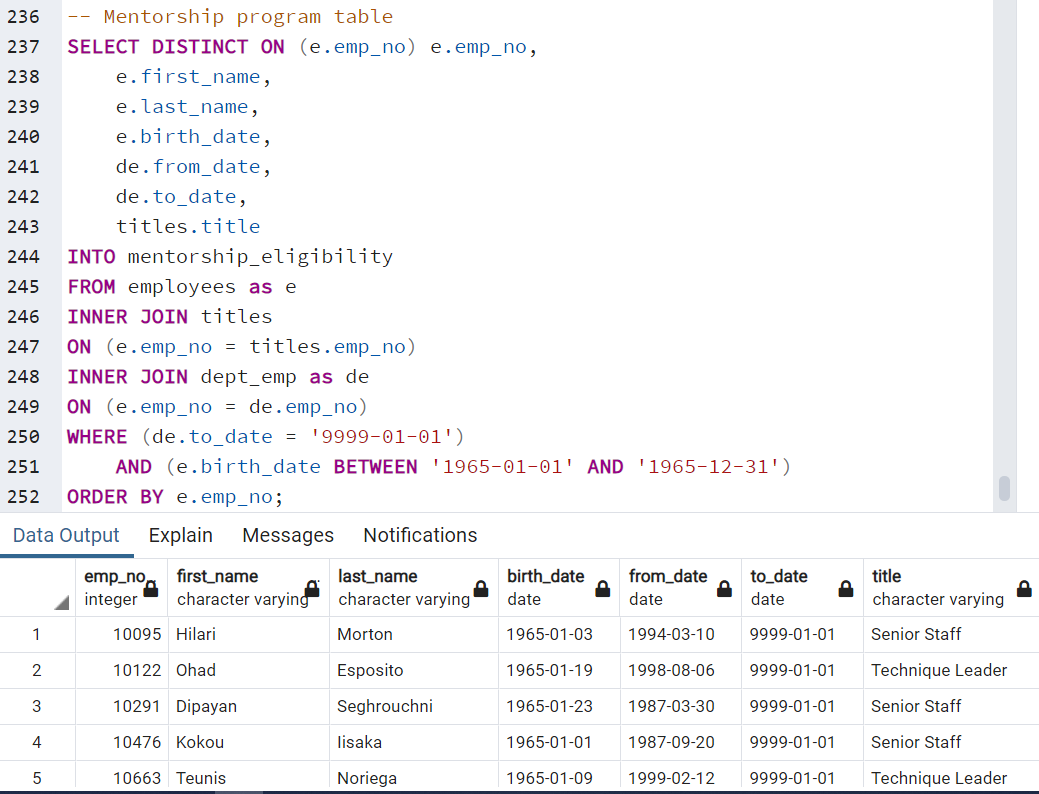 236 -- Mentorship program table
237 SELECT DISTINCT ON (e.emp_no) e.emp_no,
238     e.first_name,
239     e.last_name,
240     e.birth_date,
241     de.from_date,
242     de.to_date,
243     titles.title
244 INTO mentorship_eligibility
245 FROM employees as e
246 INNER JOIN titles
247 ON (e.emp_no = titles.emp_no)
248 INNER JOIN dept_emp as de
249 ON (e.emp_no = de.emp_no)
250 WHERE (de.to_date = '9999-01-01')
251     AND (e.birth_date BETWEEN '1965-01-01' AND '1965-12-31')
252 ORDER BY e.emp_no;
Data Output Explain Messages Notifications
emp_no first_name last_name birth_date from_date to_date title
integer character varying character varying date date date character varying
1 10095 Hilari Morton 1965-01-03 1994-03-10 9999-01-01 Senior Staff
2 10122 Ohad Esposito 1965-01-19 1998-08-06 9999-01-01 Technique Leader
3 10291 Dipayan Seghrouchni 1965-01-23 1987-03-30 9999-01-01 Senior Staff
4 10476 Kokou Iisaka 1965-01-01 1987-09-20 9999-01-01 Senior Staff
5 10663 Teunis Noriega 1965-01-09 1999-02-12 9999-01-01 Technique Leader